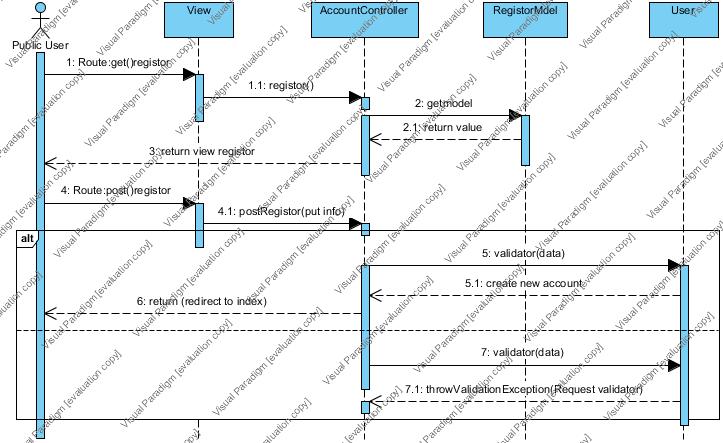 View
AccountController
RegistorMdel
User
Public User
1: Route:get()registor
1.1: registor()
2: getmodel
2.1: return value
3: return view registor
4: Route:post()registor
4.1: postRegistor(put info)
alt
5: validator(data)
5.1: create new account
6: return (redirect to index)
7: validator(data)
7.1: throwValidationException(Request validator)
Visual Paradigm [evaluation copy]